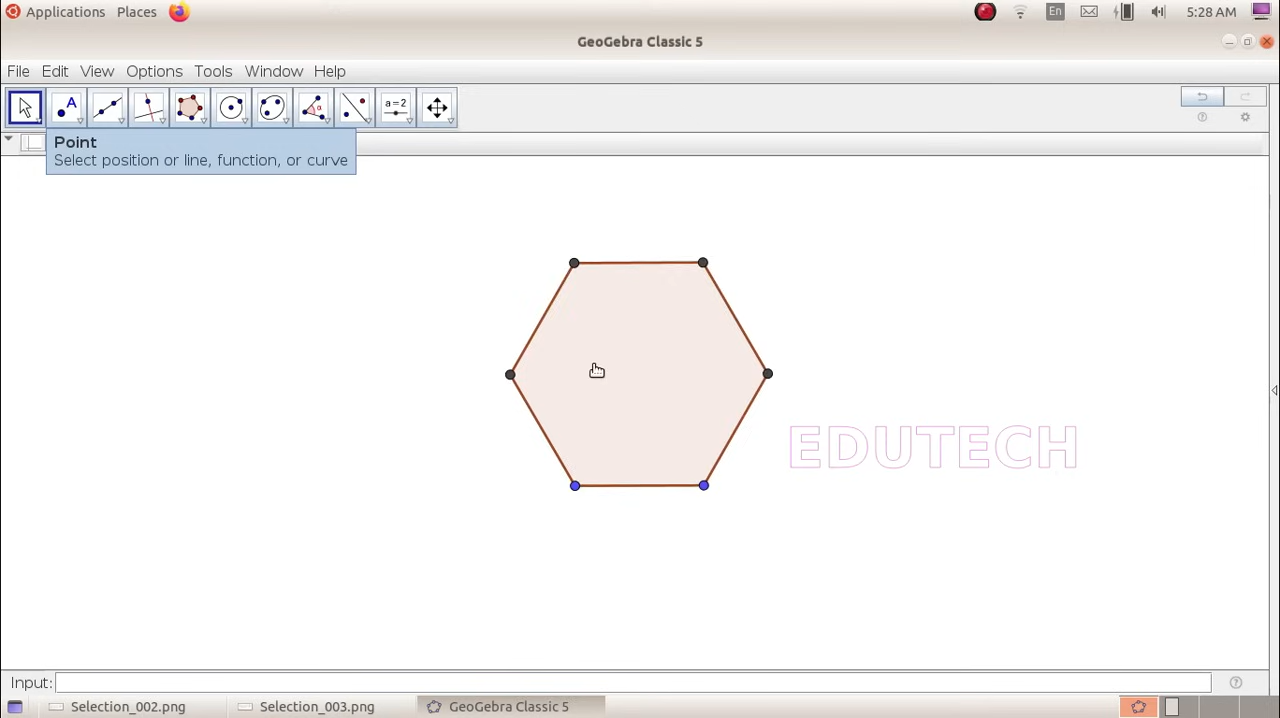 Applications Places En 5:28 AM
GeoGebra Classic 5
File Edit View Options Tools Window Help
A α a=2
Point
Select position or line, function, or curve
EDUTECH
Input:
Selection_002.png Selection_003.png GeoGebra Classic 5